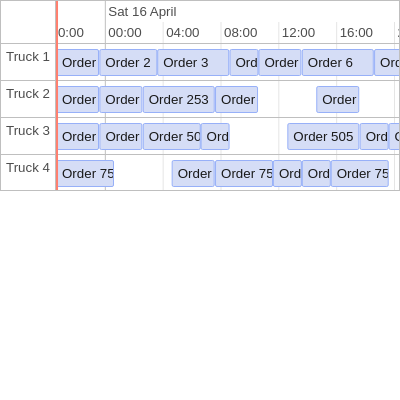 Sat 16 April
0:00 00:00 04:00 08:00 12:00 16:00
Truck 1 Order Order 2 Order 3 Ord Order Order 6 Ord
Truck 2 Order Order Order 253 Order Order
Truck 3 Order Order Order 50 Ord Order 505 Ord
Truck 4 Order 75 Order Order 75 Ord Ord Order 75